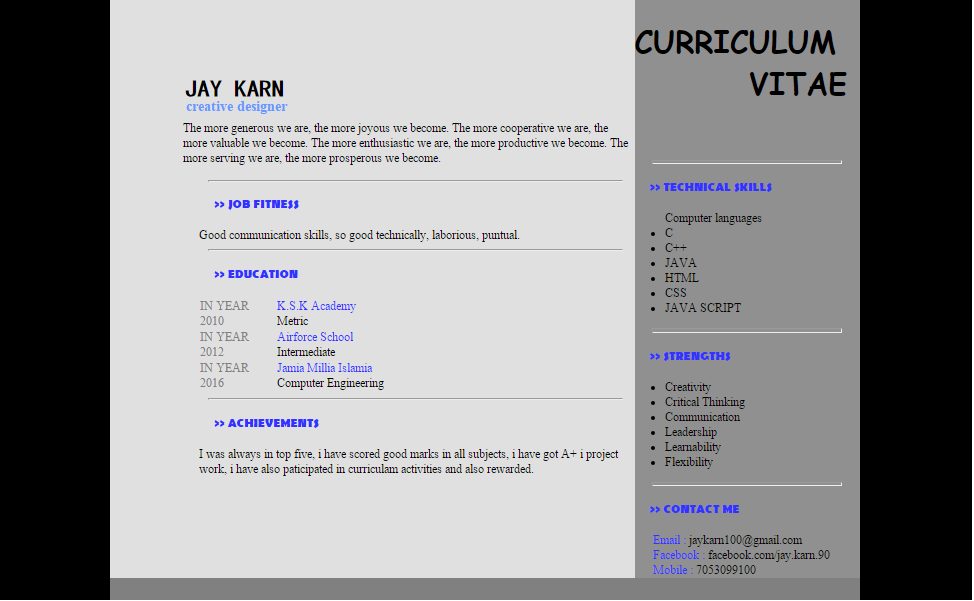 CURRICULUM
VITAE
JAY KARN
creative designer
The more generous we are, the more joyous we become. The more cooperative we are, the
more valuable we become. The more enthusiastic we are, the more productive we become. The
more serving we are, the more prosperous we become.
>> JOB FITNESS
Good communication skills, so good technically, laborious, puntual.
>> EDUCATION
IN YEAR K.S.K Academy
2010 Metric
IN YEAR Airforce School
2012 Intermediate
IN YEAR Jamia Millia Islamia
2016 Computer Engineering
>> ACHIEVEMENTS
I was always in top five, i have scored good marks in all subjects, i have got A+ i project
work, i have also paticipated in curriculam activities and also rewarded.
>> TECHNICAL SKILLS
Computer languages
• C
• C++
• JAVA
• HTML
• CSS
• JAVA SCRIPT
>> STRENGTHS
• Creativity
• Critical Thinking
• Communication
• Leadership
• Learnability
• Flexibility
>> CONTACT ME
Email : jaykarn100@gmail.com
Facebook : facebook.com/jay.karn.90
Mobile : 7053099100